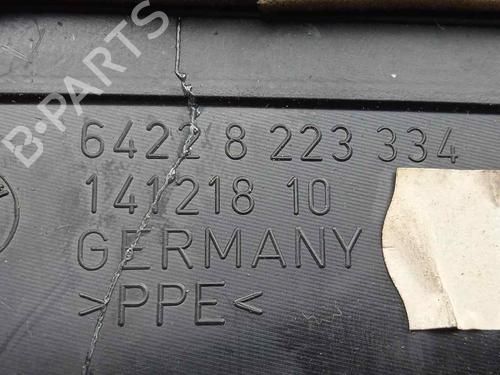 B-PARTS
6422 8 223 334
141218 10
GERMANY
>PPE<